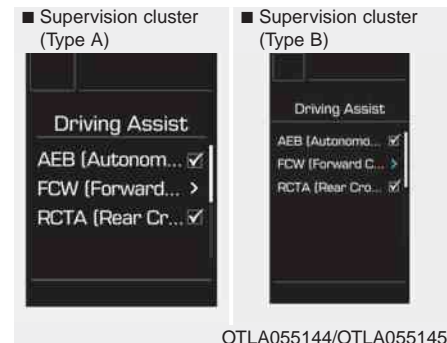 ■ Supervision cluster
(Type A)
■ Supervision cluster
(Type B)
Driving Assist
AEB (Autonom...
FCW (Forward... >
RCTA (Rear Cr...
Driving Assist
AEB (Autonomo...
FCW (Forward C... >
RCTA (Rear Cro...
OTLA055144/OTLA055145